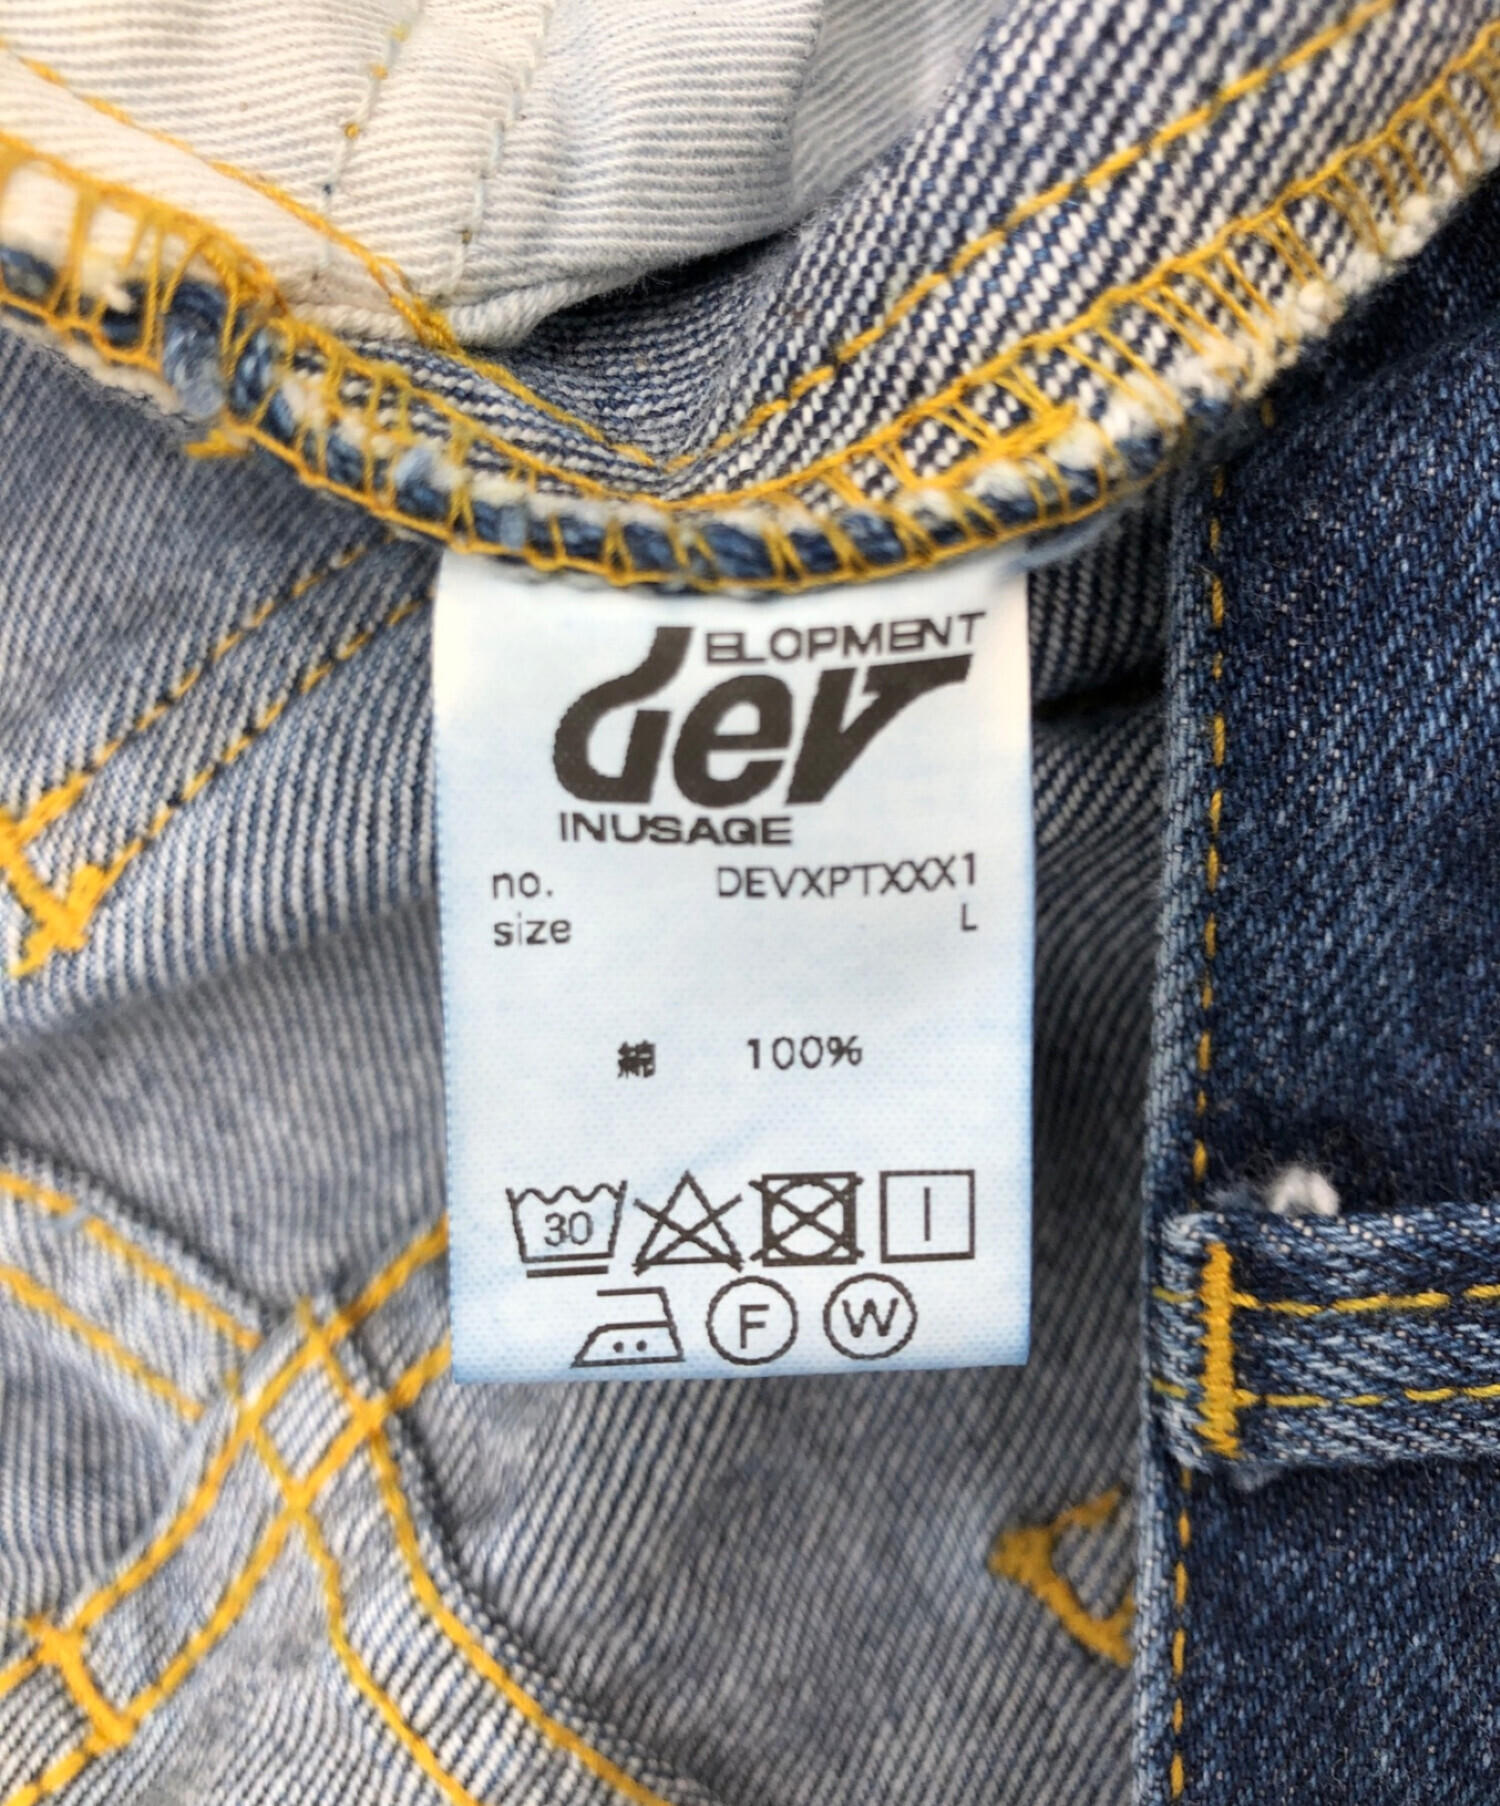 ELOPMENT
dev
INUSAGE
no. DEVXPTXXX1
size L
綿 100%
30
F W